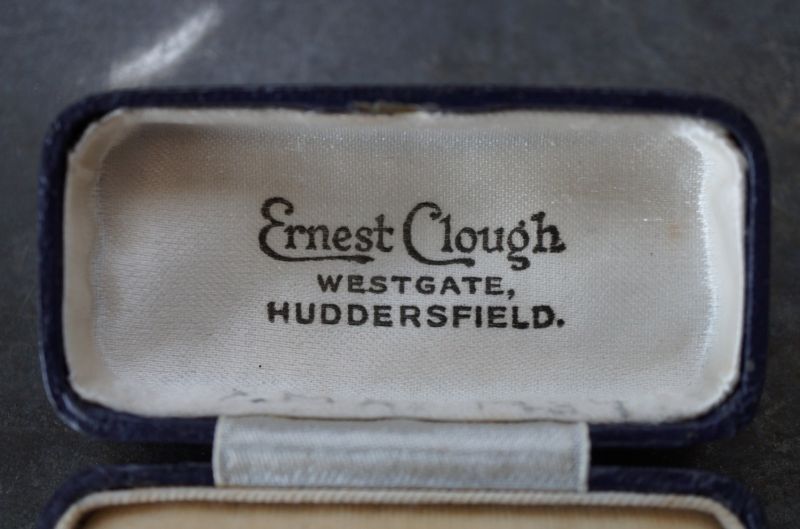 Ernest Clough
WESTGATE,
HUDDERSFIELD.